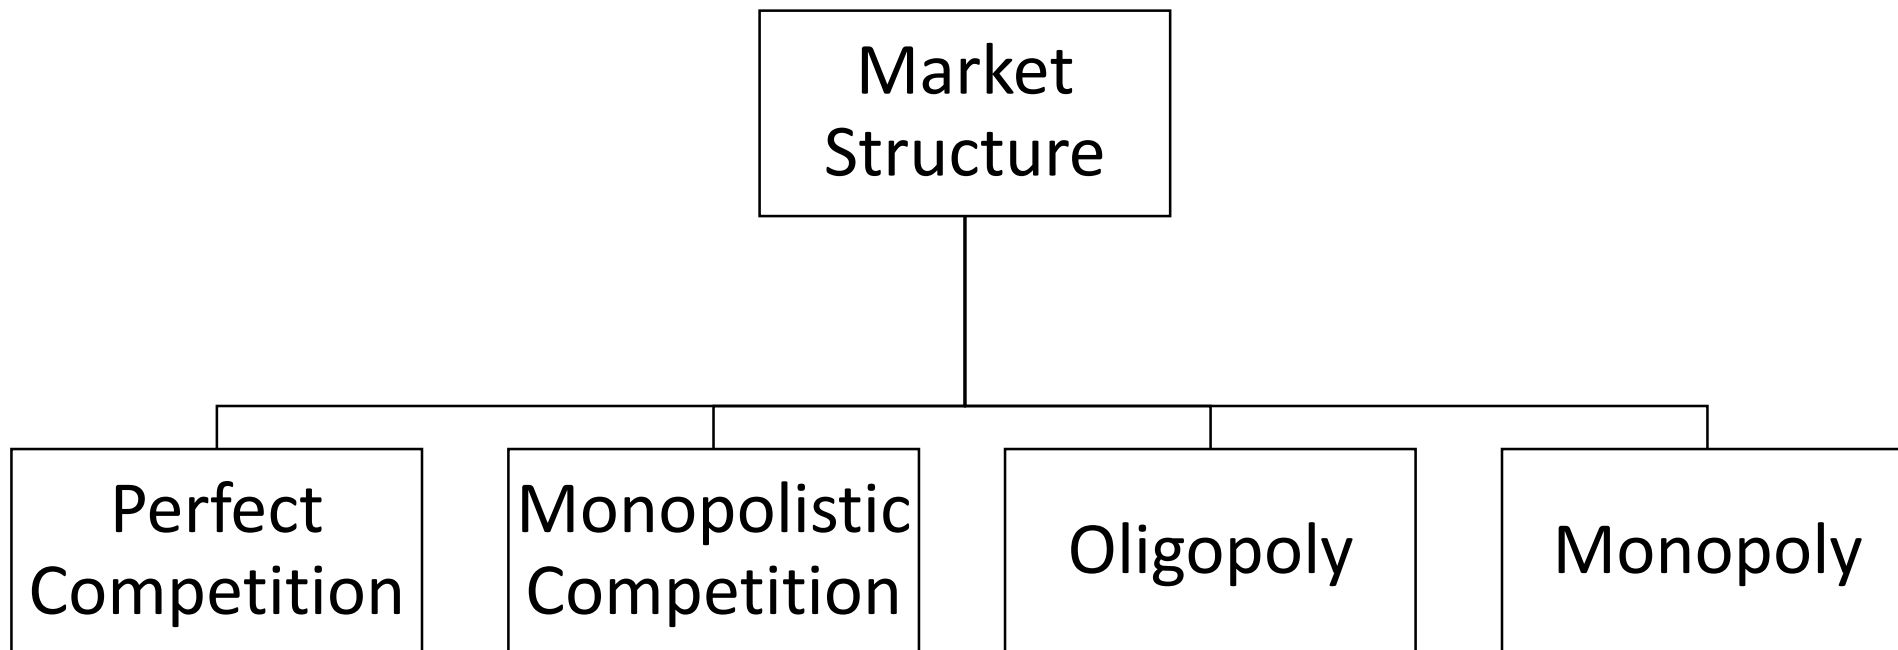 Market
Structure
Perfect
Competition
Monopolistic
Competition
Oligopoly
Monopoly